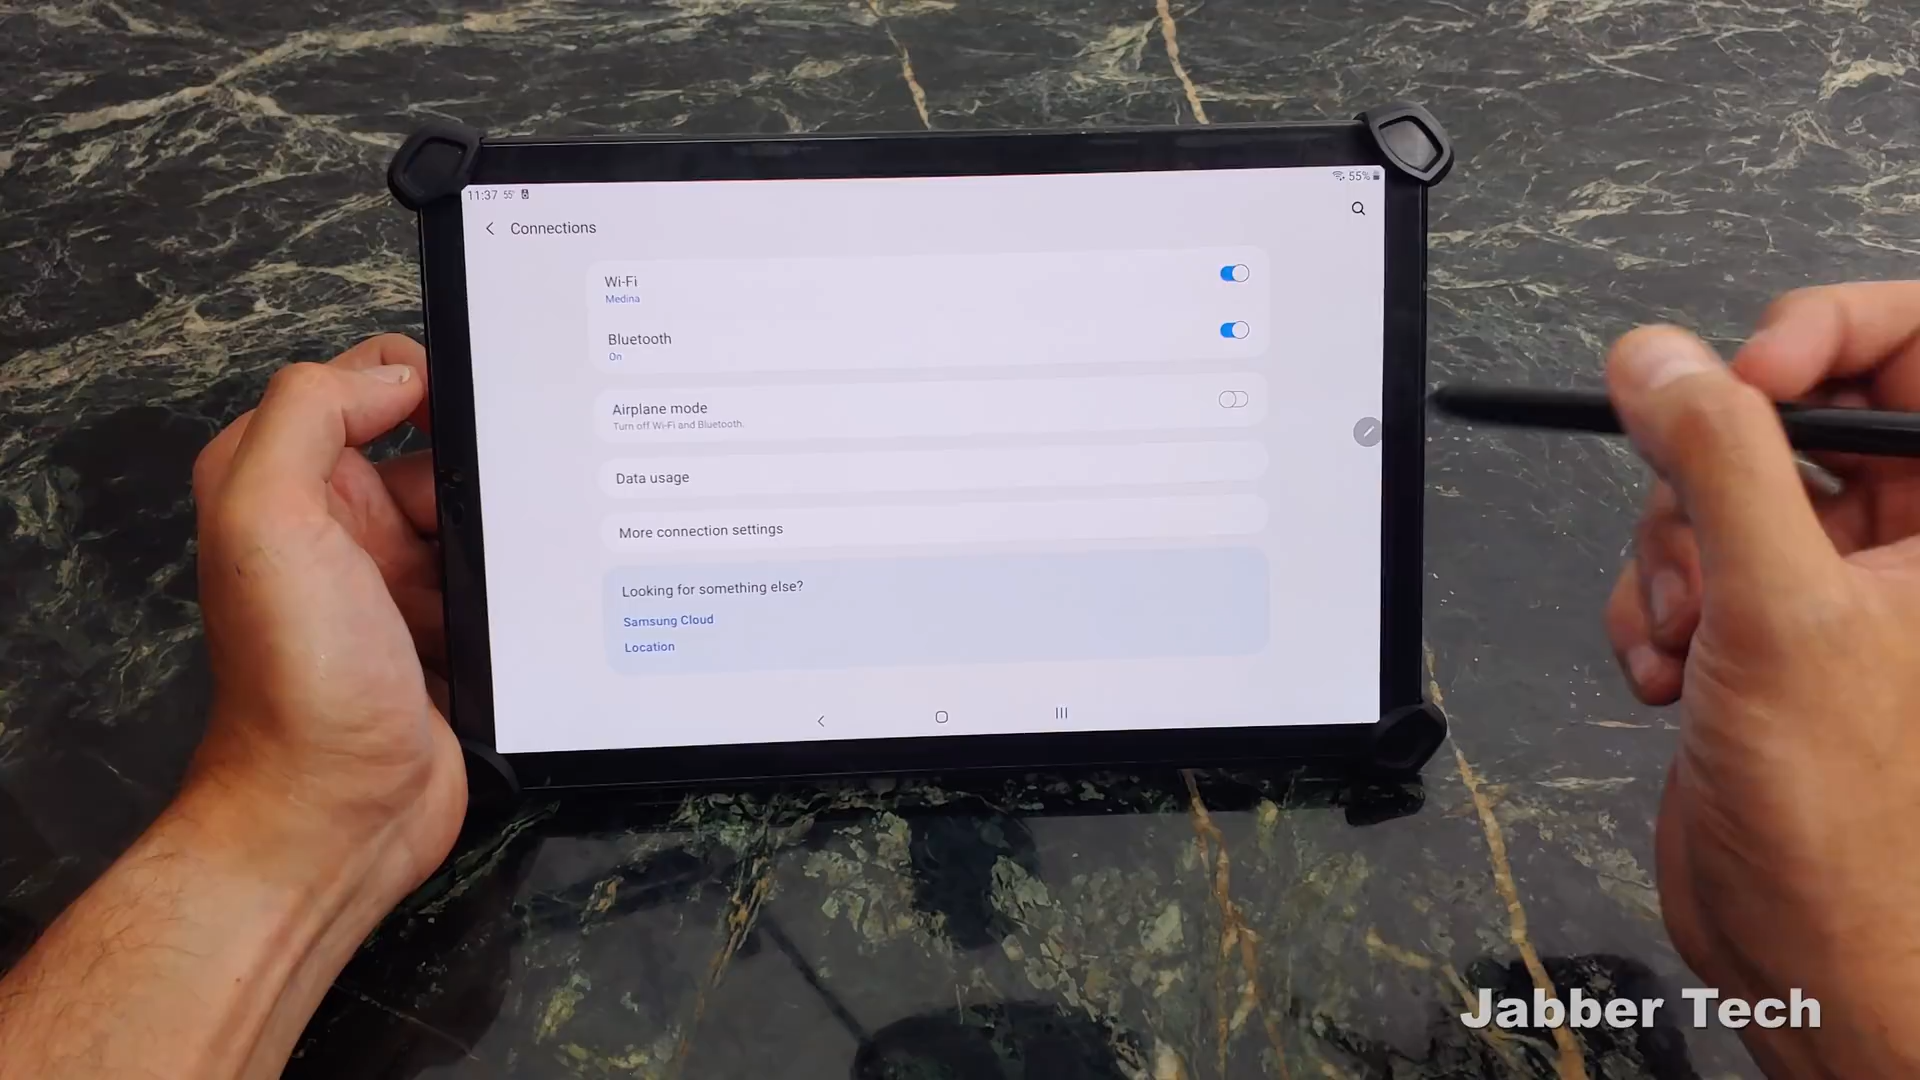 11:37 55°
55%
Connections
Wi-Fi
Medina
Bluetooth
On
Airplane mode
Turn off Wi-Fi and Bluetooth.
Data usage
More connection settings
Looking for something else?
Samsung Cloud
Location
Jabber Tech